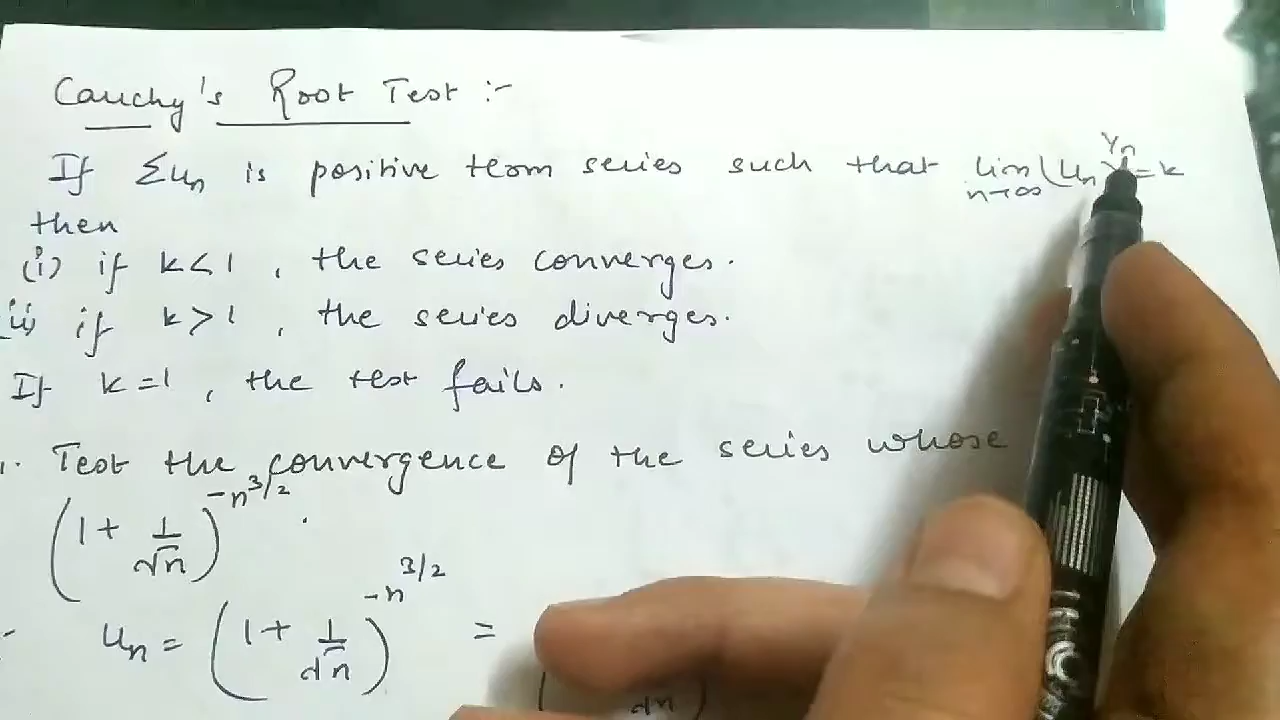 Cauchy's Root Test :-
If Σuₙ is positive term series such that lim n→∞ (uₙ)^1/n = k
then
(i) if k<1, the series converges.
(ii) if k>1, the series diverges.
If k=1, the test fails.
1. Test the convergence of the series whose
(1+ 1/√n)^-n^3/2 .
uₙ = (1+ 1/√n)^-n^3/2 =
√n